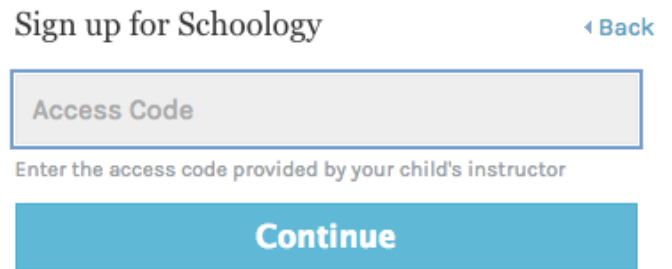 Sign up for Schoology
Back
Access Code
Enter the access code provided by your child's instructor
Continue